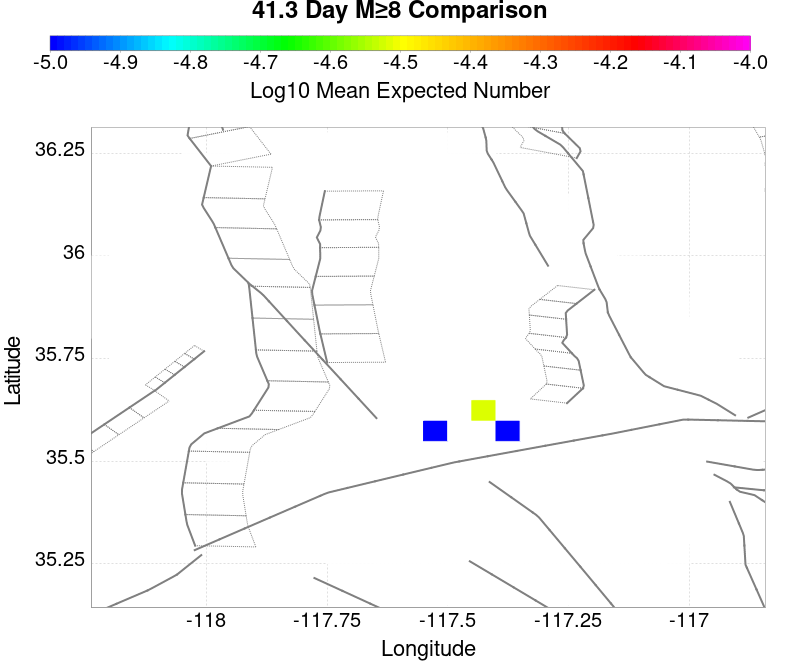 41.3 Day M≥8 Comparison
-5.0 -4.9 -4.8 -4.7 -4.6 -4.5 -4.4 -4.3 -4.2 -4.1 -4.0
Log10 Mean Expected Number
36.25
36
35.75
35.5
35.25
Latitude
-118 -117.75 -117.5 -117.25 -117
Longitude